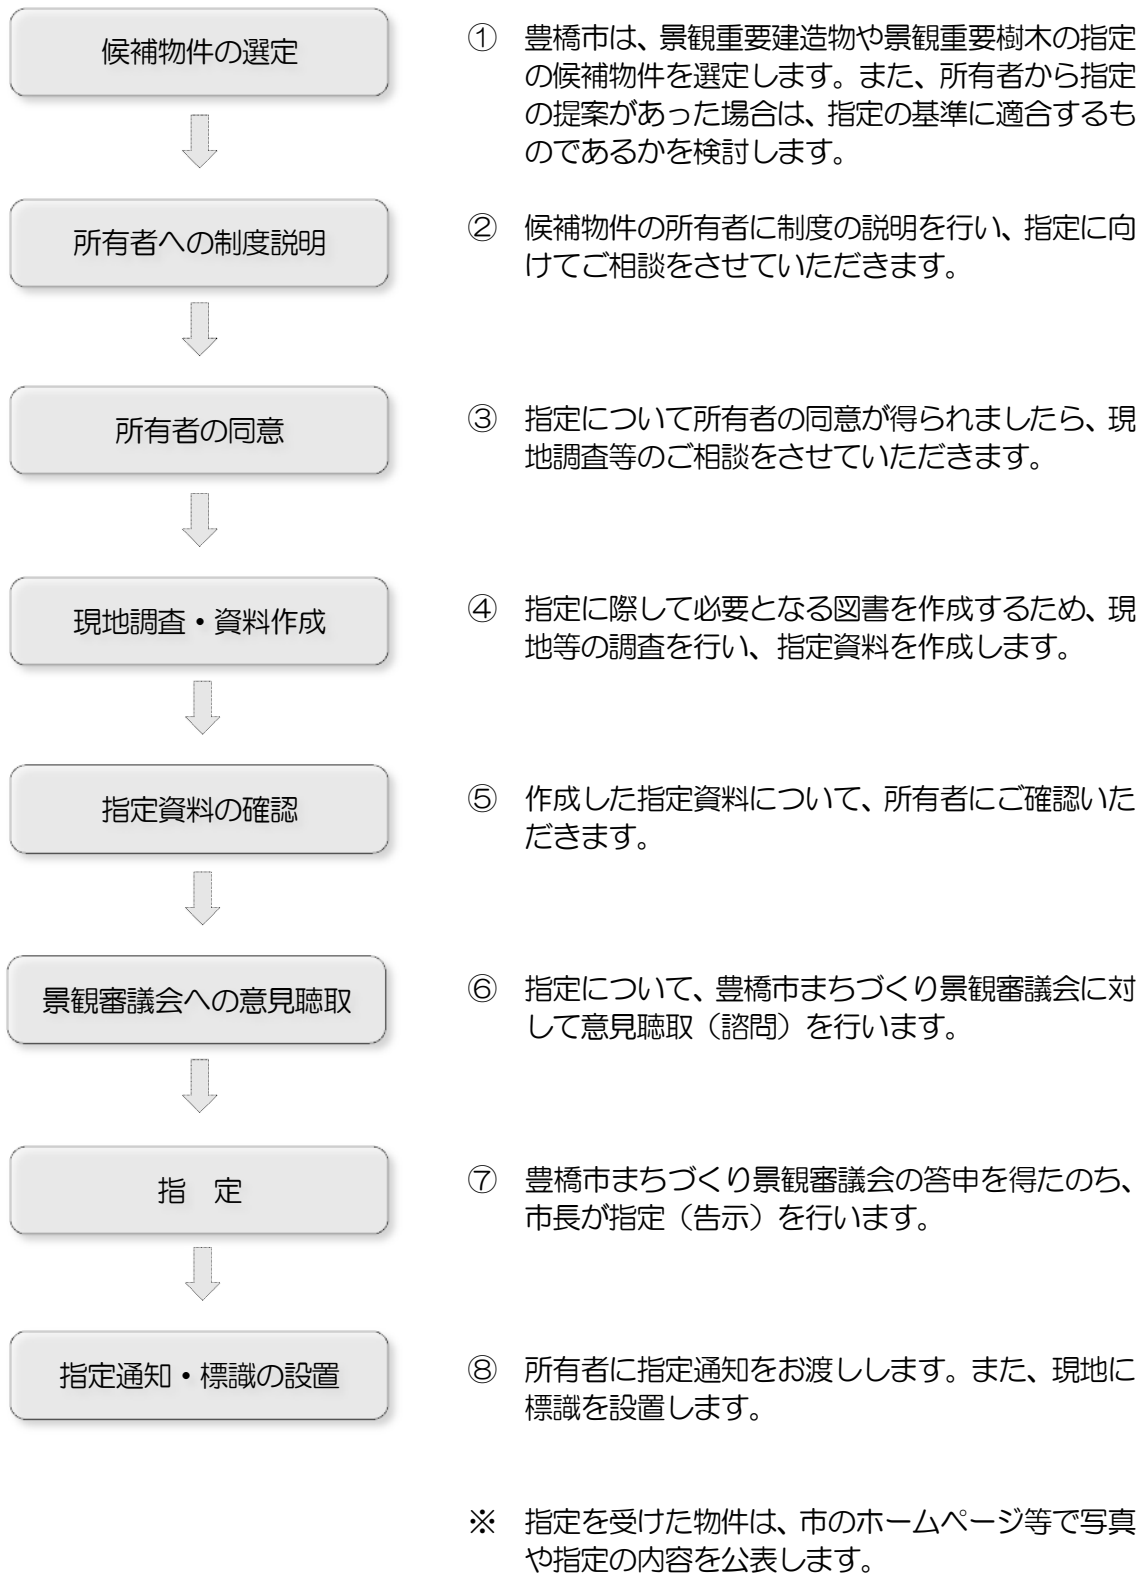 候補物件の選定
① 豊橋市は、景観重要建造物や景観重要樹木の指定
の候補物件を選定します。また、所有者から指定
の提案があった場合は、指定の基準に適合するも
のであるかを検討します。
所有者への制度説明
② 候補物件の所有者に制度の説明を行い、指定に向
けてご相談をさせていただきます。
所有者の同意
③ 指定について所有者の同意が得られましたら、現
地調査等のご相談をさせていただきます。
現地調査・資料作成
④ 指定に際して必要となる図書を作成するため、現
地等の調査を行い、指定資料を作成します。
指定資料の確認
⑤ 作成した指定資料について、所有者にご確認いた
だきます。
景観審議会への意見聴取
⑥ 指定について、豊橋市まちづくり景観審議会に対
して意見聴取（諮問）を行います。
指　定
⑦ 豊橋市まちづくり景観審議会の答申を得たのち、
市長が指定（告示）を行います。
指定通知・標識の設置
⑧ 所有者に指定通知をお渡しします。また、現地に
標識を設置します。
※ 指定を受けた物件は、市のホームページ等で写真
や指定の内容を公表します。